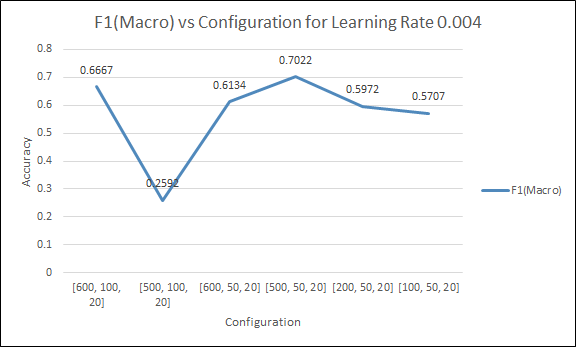 F1(Macro) vs Configuration for Learning Rate 0.004
0.8
0.7
0.6
0.5
0.4
0.3
0.2
0.1
0
Accuracy
0.6667
0.2592
0.6134
0.7022
0.5972
0.5707
[600, 100,
20]
[500, 100,
20]
[600, 50, 20]
[500, 50, 20]
[200, 50, 20]
[100, 50, 20]
Configuration
F1(Macro)